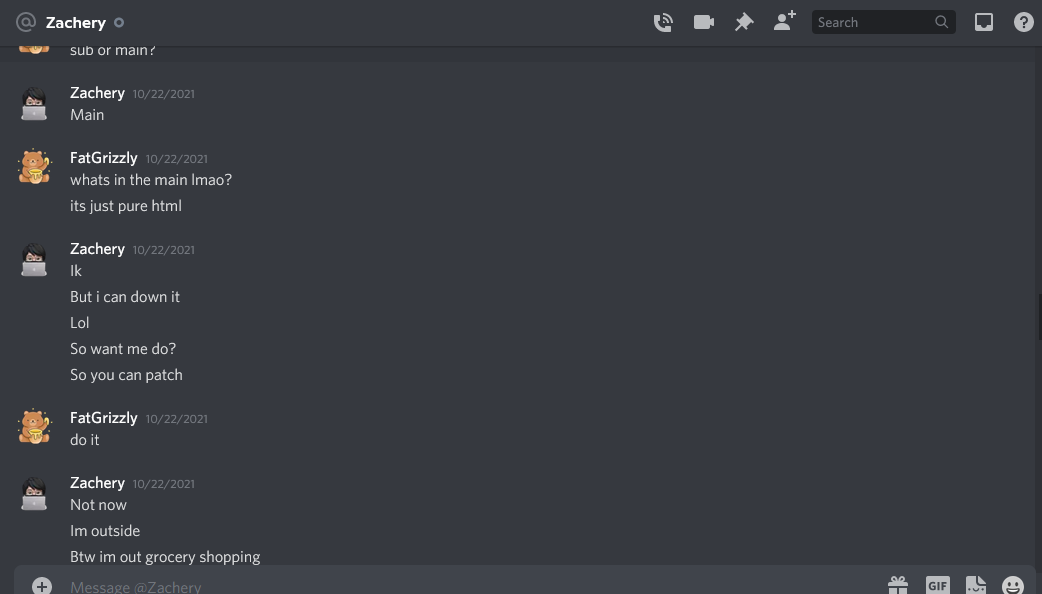 @ Zachery
Search
sub or main?
Zachery 10/22/2021
Main
FatGrizzly 10/22/2021
whats in the main lmao?
its just pure html
Zachery 10/22/2021
Ik
But i can down it
Lol
So want me do?
So you can patch
FatGrizzly 10/22/2021
do it
Zachery 10/22/2021
Not now
Im outside
Btw im out grocery shopping
Message @Zachery
GIF